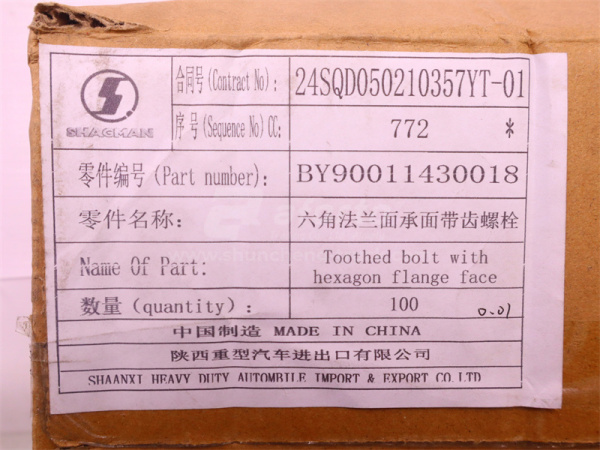 SHACMAN
合同号(Contract No): 24SQD050210357YT-01
序号(Sequence No)CC: 772 *
零件编号(Part number): BY90011430018
零件名称: 六角法兰面承面带齿螺栓
Name Of Part: Toothed bolt with
hexagon flange face
数量(quantity): 100 0.01
中国制造 MADE IN CHINA
陕西重型汽车进出口有限公司
SHAANXI HEAVY DUTY AUTOMBILE IMPORT & EXPORT CO.LTD